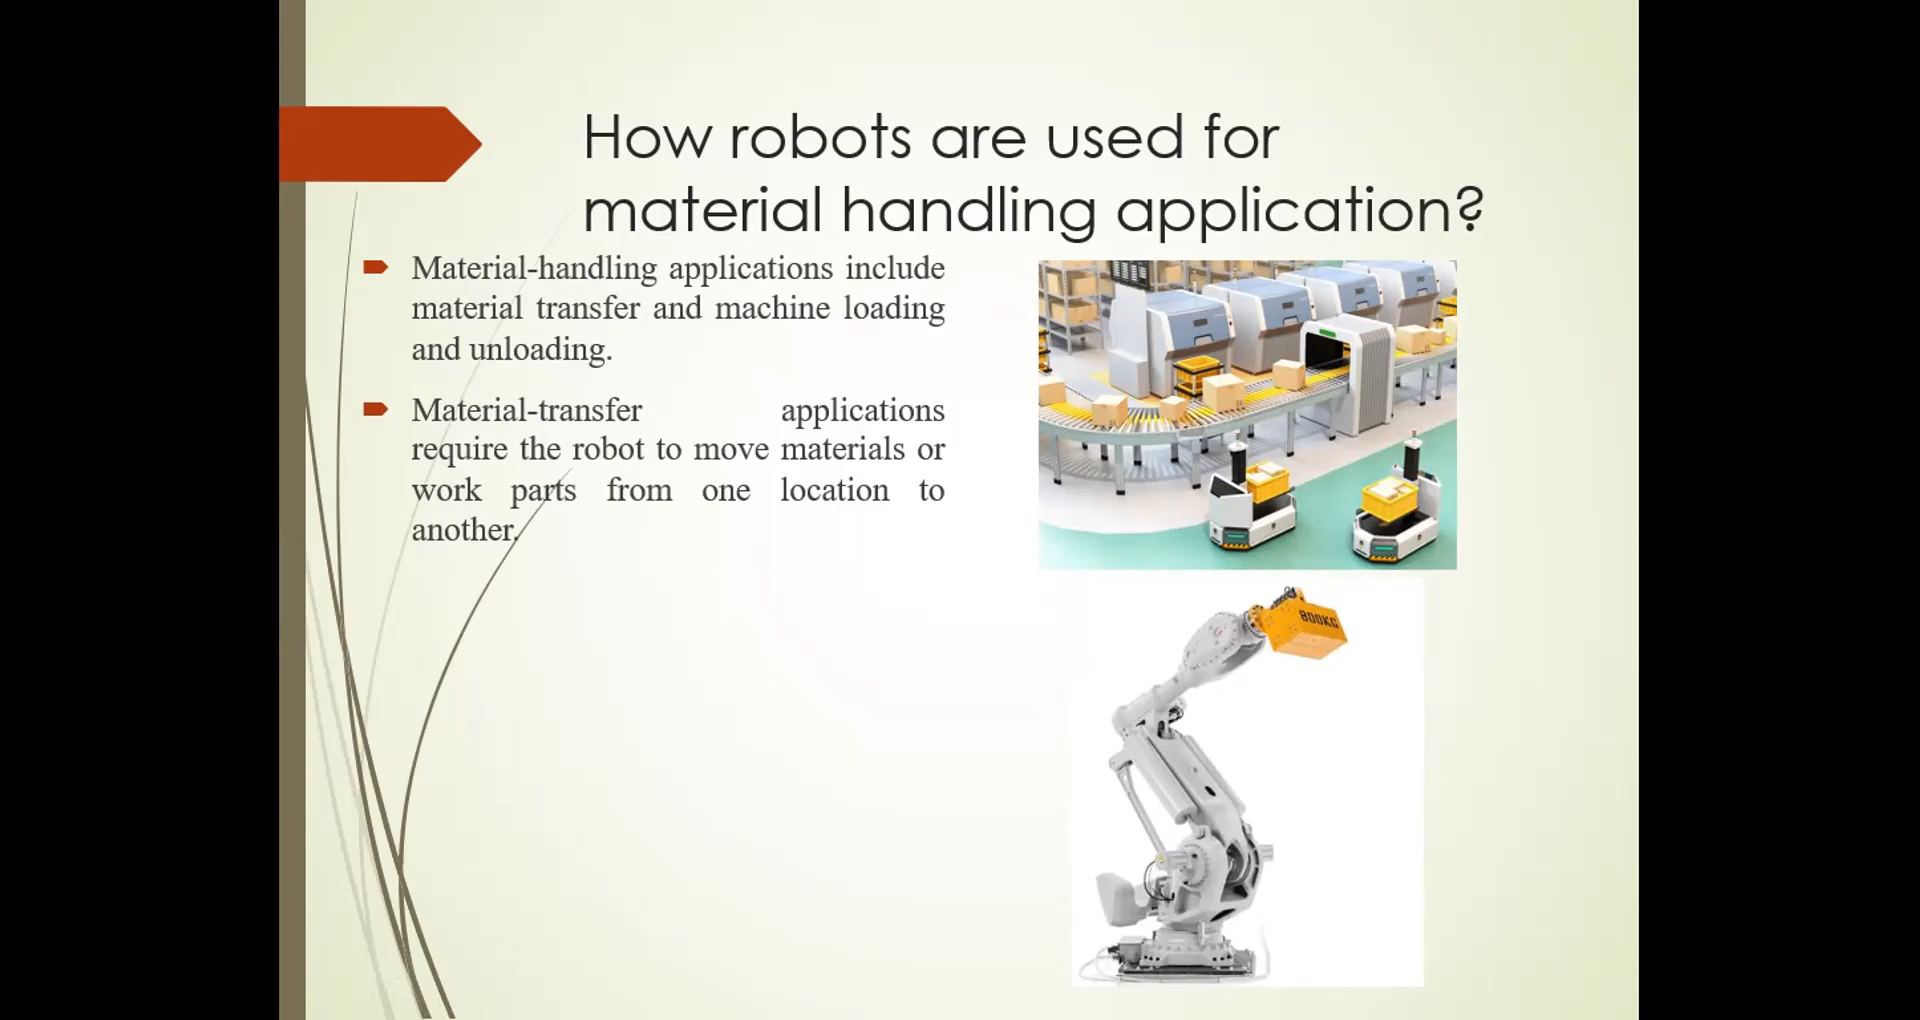 How robots are used for
material handling application?
Material-handling applications include
material transfer and machine loading
and unloading.
Material-transfer applications
require the robot to move materials or
work parts from one location to
another.
800KG